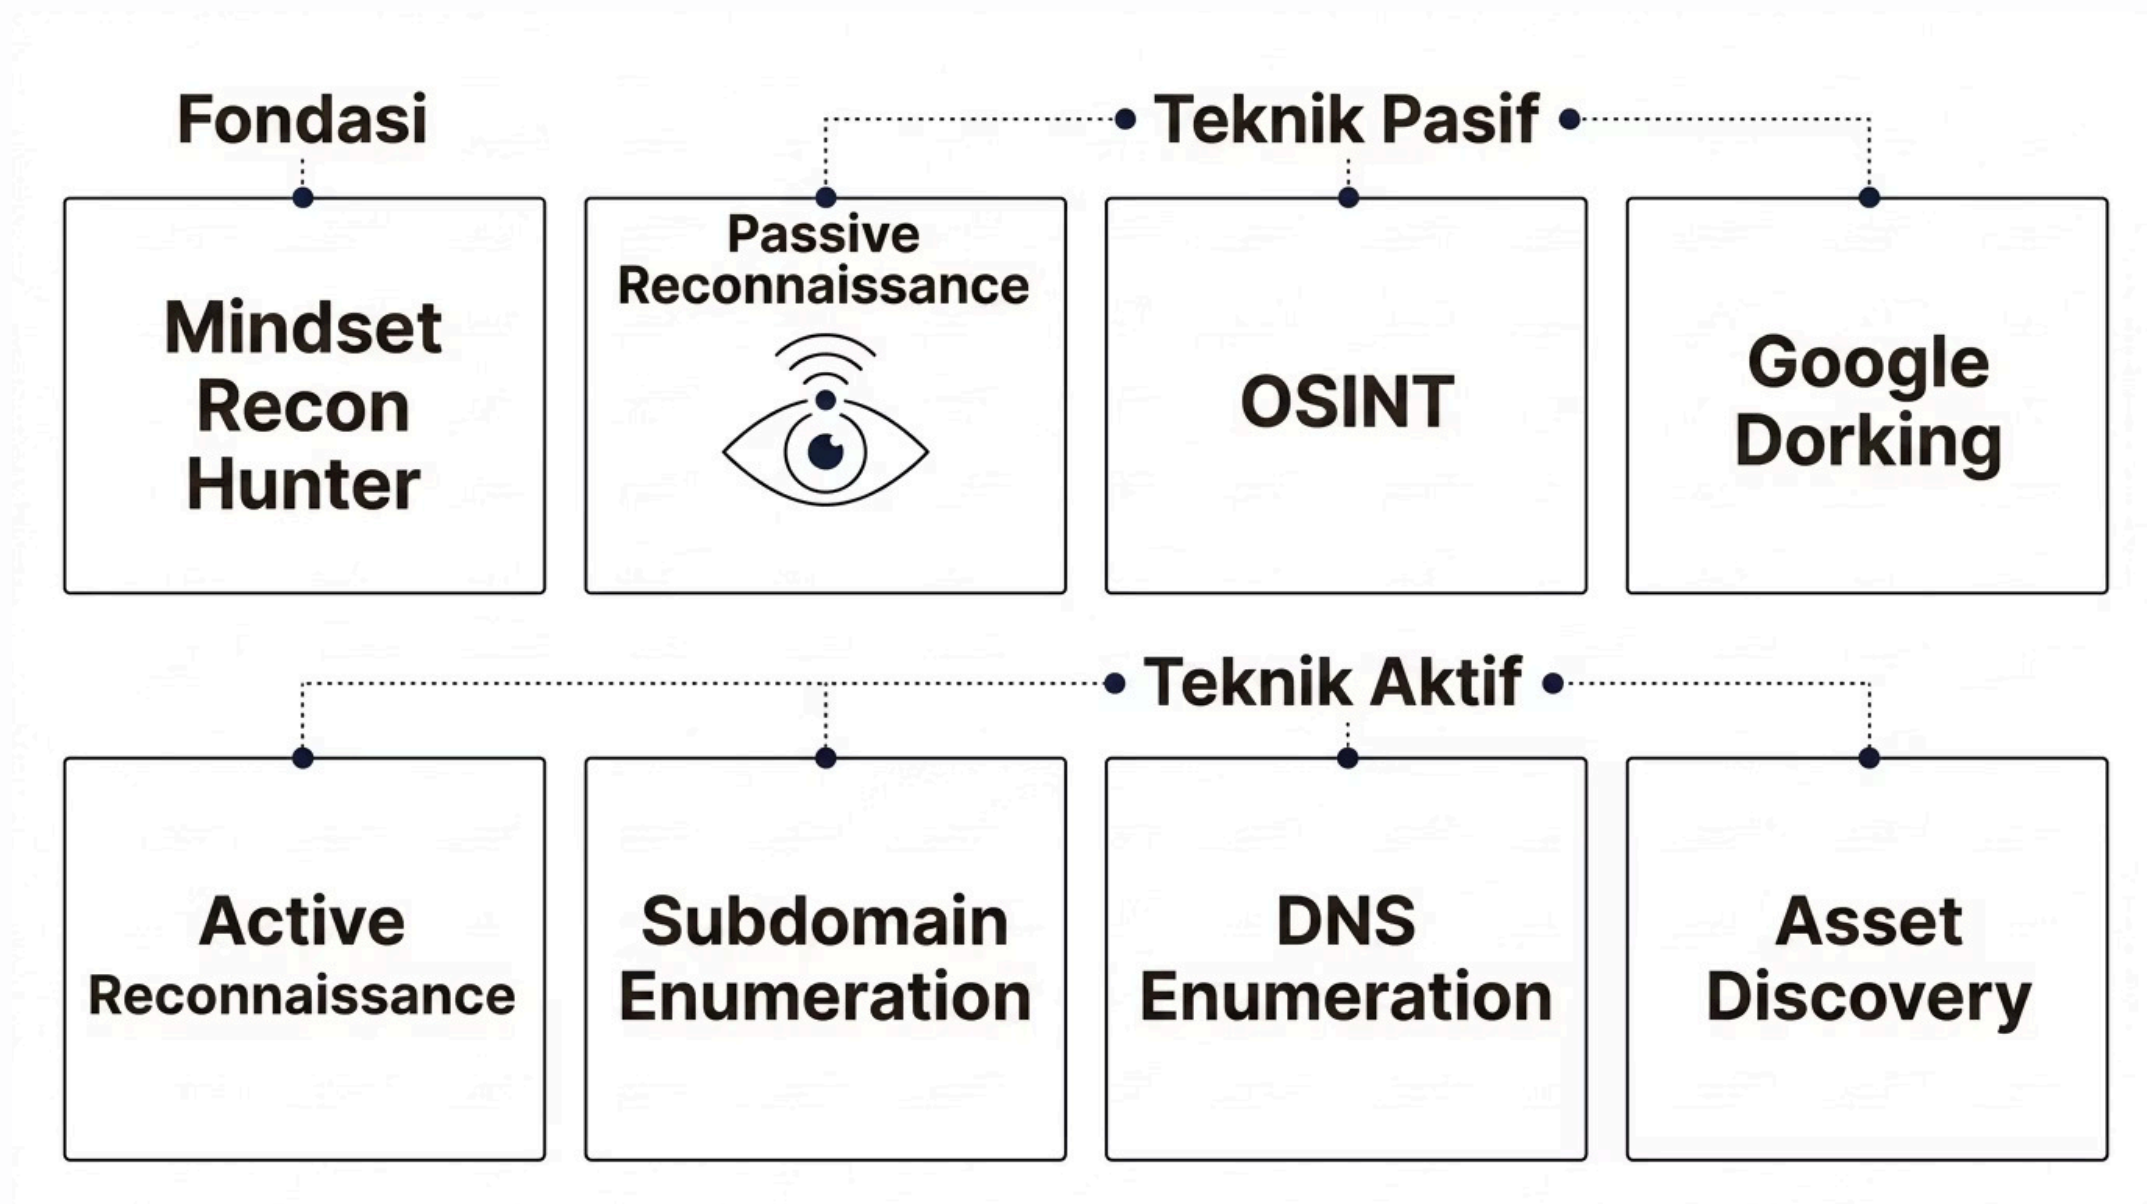 Fondasi
Teknik Pasif
Mindset
Recon
Hunter
Passive
Reconnaissance
OSINT
Google
Dorking
Teknik Aktif
Active
Reconnaissance
Subdomain
Enumeration
DNS
Enumeration
Asset
Discovery